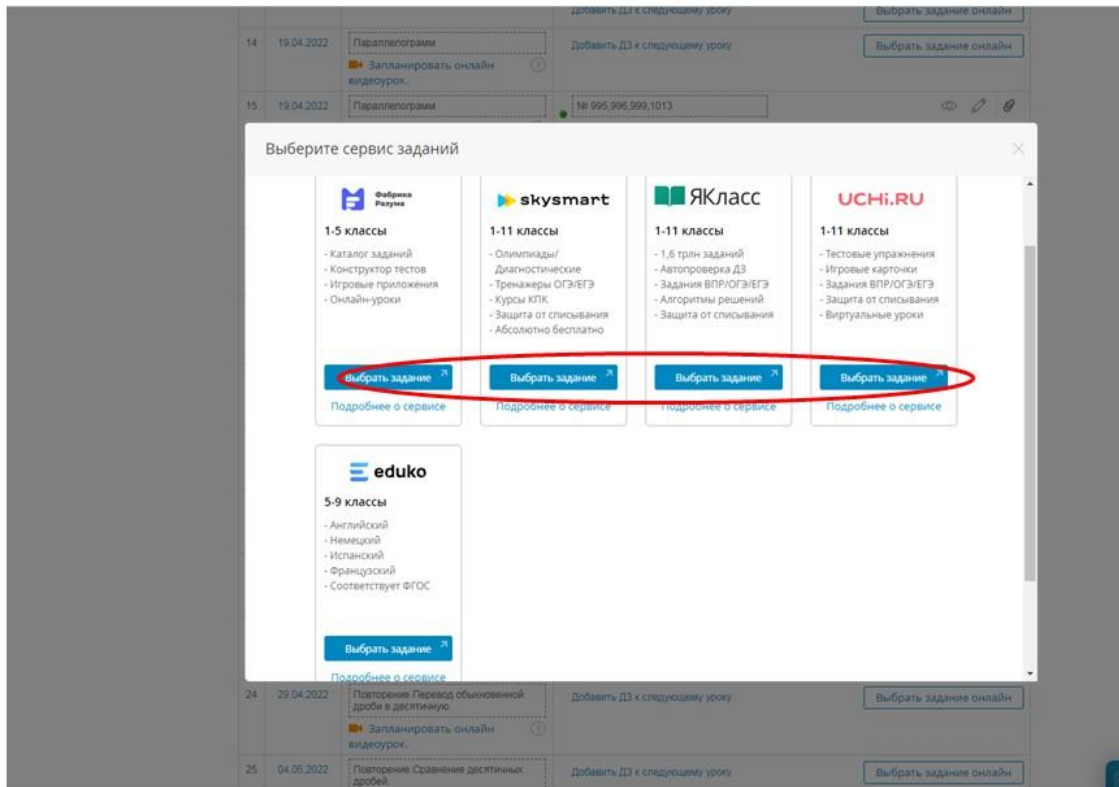 Добавить ДЗ к следующему уроку
Выбрать задание онлайн
14
19.04.2022
Параллелограмм
Добавить ДЗ к следующему уроку
Выбрать задание онлайн
Запланировать онлайн
видеоурок.
?
15
19.04.2022
Параллелограмм
№ 995,996,999,1013
Выберите сервис заданий
Фабрика
Разума
1-5 классы
- Каталог заданий
- Конструктор тестов
- Игровые приложения
- Онлайн-уроки
Выбрать задание
Подробнее о сервисе
skysmart
1-11 классы
- Олимпиады/
Диагностические
- Тренажеры ОГЭ/ЕГЭ
- Курсы КПК
- Защита от списывания
- Абсолютно бесплатно
Выбрать задание
Подробнее о сервисе
ЯКласс
1-11 классы
- 1,6 трлн заданий
- Автопроверка ДЗ
- Задания ВПР/ОГЭ/ЕГЭ
- Алгоритмы решений
- Защита от списывания
Выбрать задание
Подробнее о сервисе
UCHi.RU
1-11 классы
- Тестовые упражнения
- Игровые карточки
- Задания ВПР/ОГЭ/ЕГЭ
- Защита от списывания
- Виртуальные уроки
Выбрать задание
Подробнее о сервисе
eduko
5-9 классы
- Английский
- Немецкий
- Испанский
- Французский
- Соответствует ФГОС
Выбрать задание
Подробнее о сервисе
24
29.04.2022
Повторение.Перевод обыкновенной
дроби в десятичную.
Добавить ДЗ к следующему уроку
Выбрать задание онлайн
Запланировать онлайн
видеоурок.
?
25
04.05.2022
Повторение.Сравнение десятичных
дробей.
Добавить ДЗ к следующему уроку
Выбрать задание онлайн